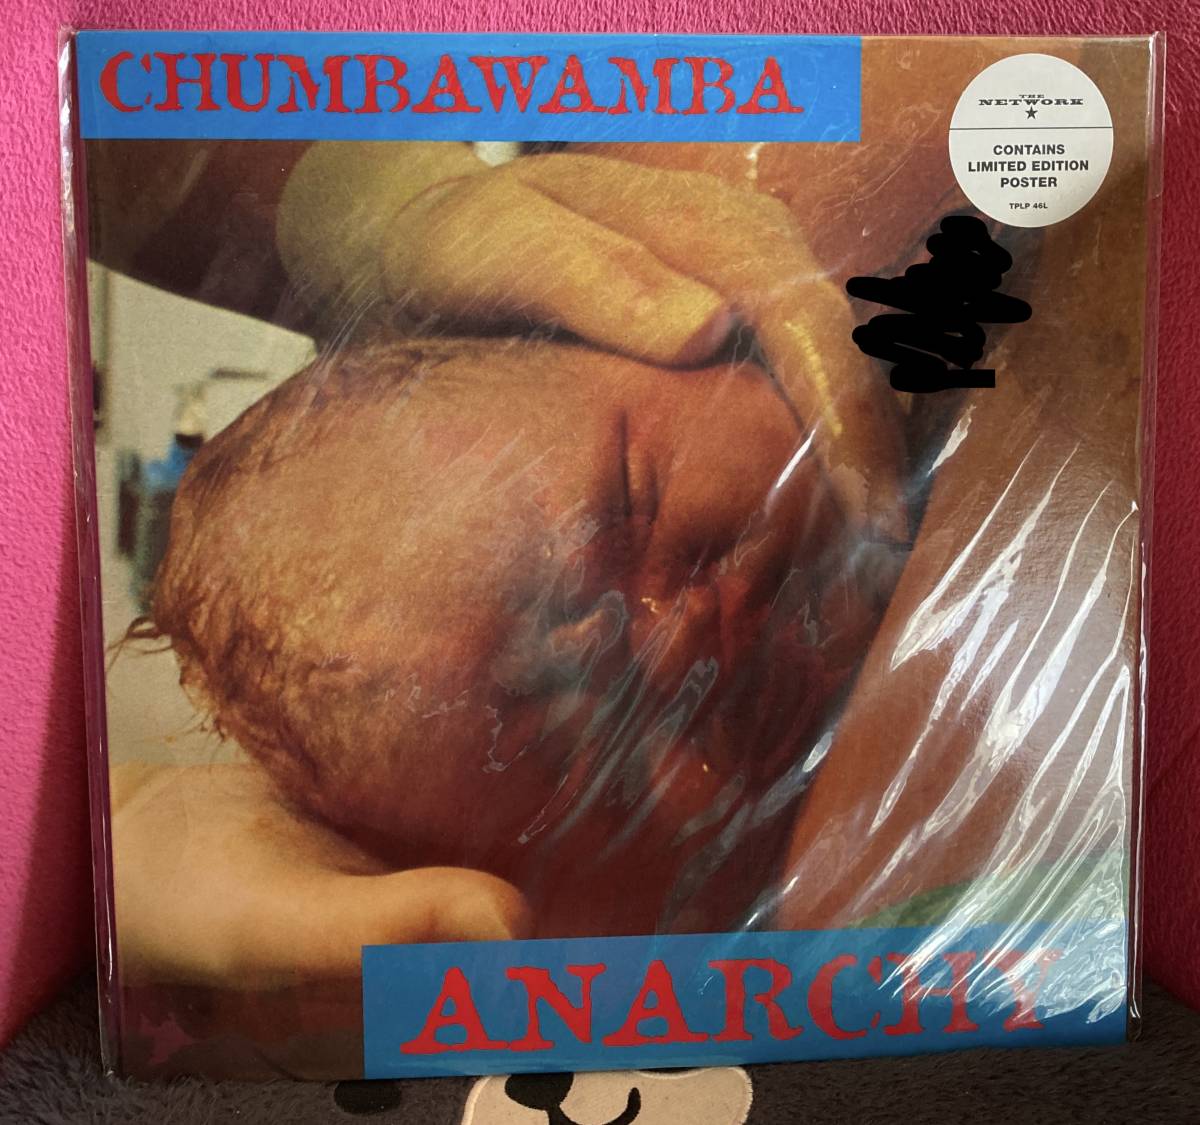 CHUMBAWAMBA
THE
NETWORK
CONTAINS
LIMITED EDITION
POSTER
TPLP 46L
ANARCHY